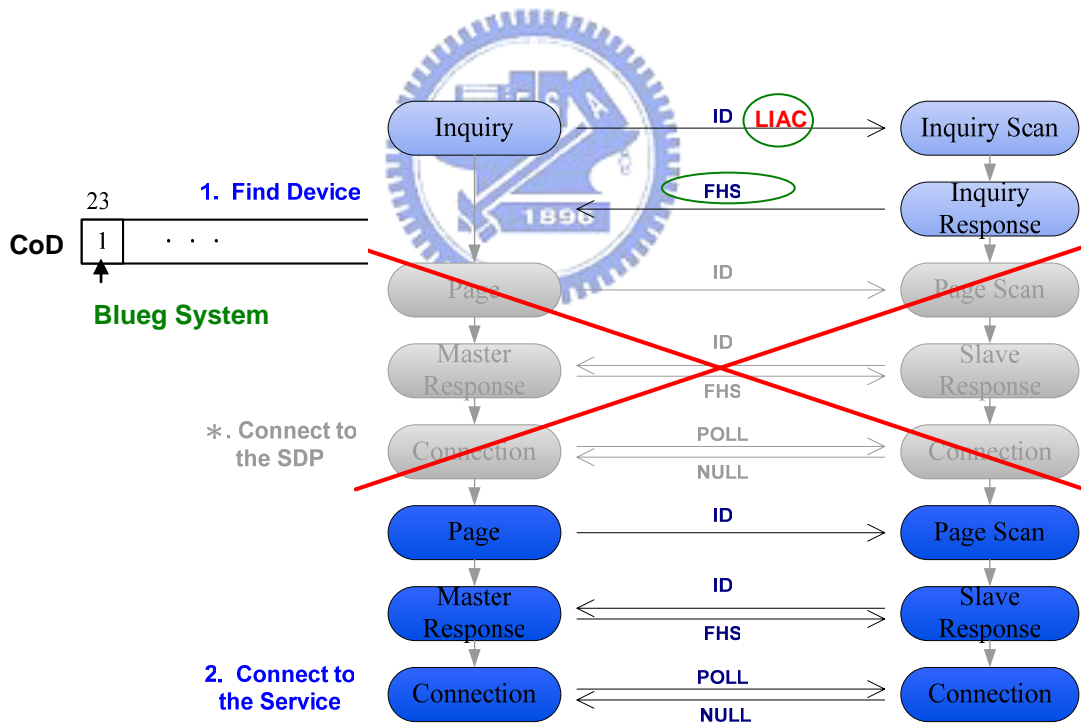 Inquiry
ID
LIAC
Inquiry Scan
1. Find Device
FHS
Inquiry
Response
1896
23
CoD
1
. . .
Blueg System
Page
ID
Page Scan
Master
Response
ID
FHS
Slave
Response
*. Connect to
the SDP
Connection
POLL
NULL
Connection
Page
ID
Page Scan
Master
Response
ID
FHS
Slave
Response
2. Connect to
the Service
Connection
POLL
NULL
Connection